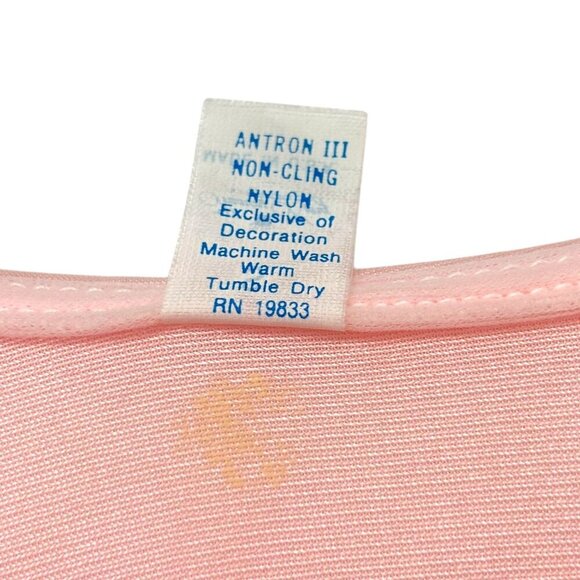 ANTRON III
NON-CLING
NYLON
Exclusive of
Decoration
Machine Wash
Warm
Tumble Dry
RN 19833